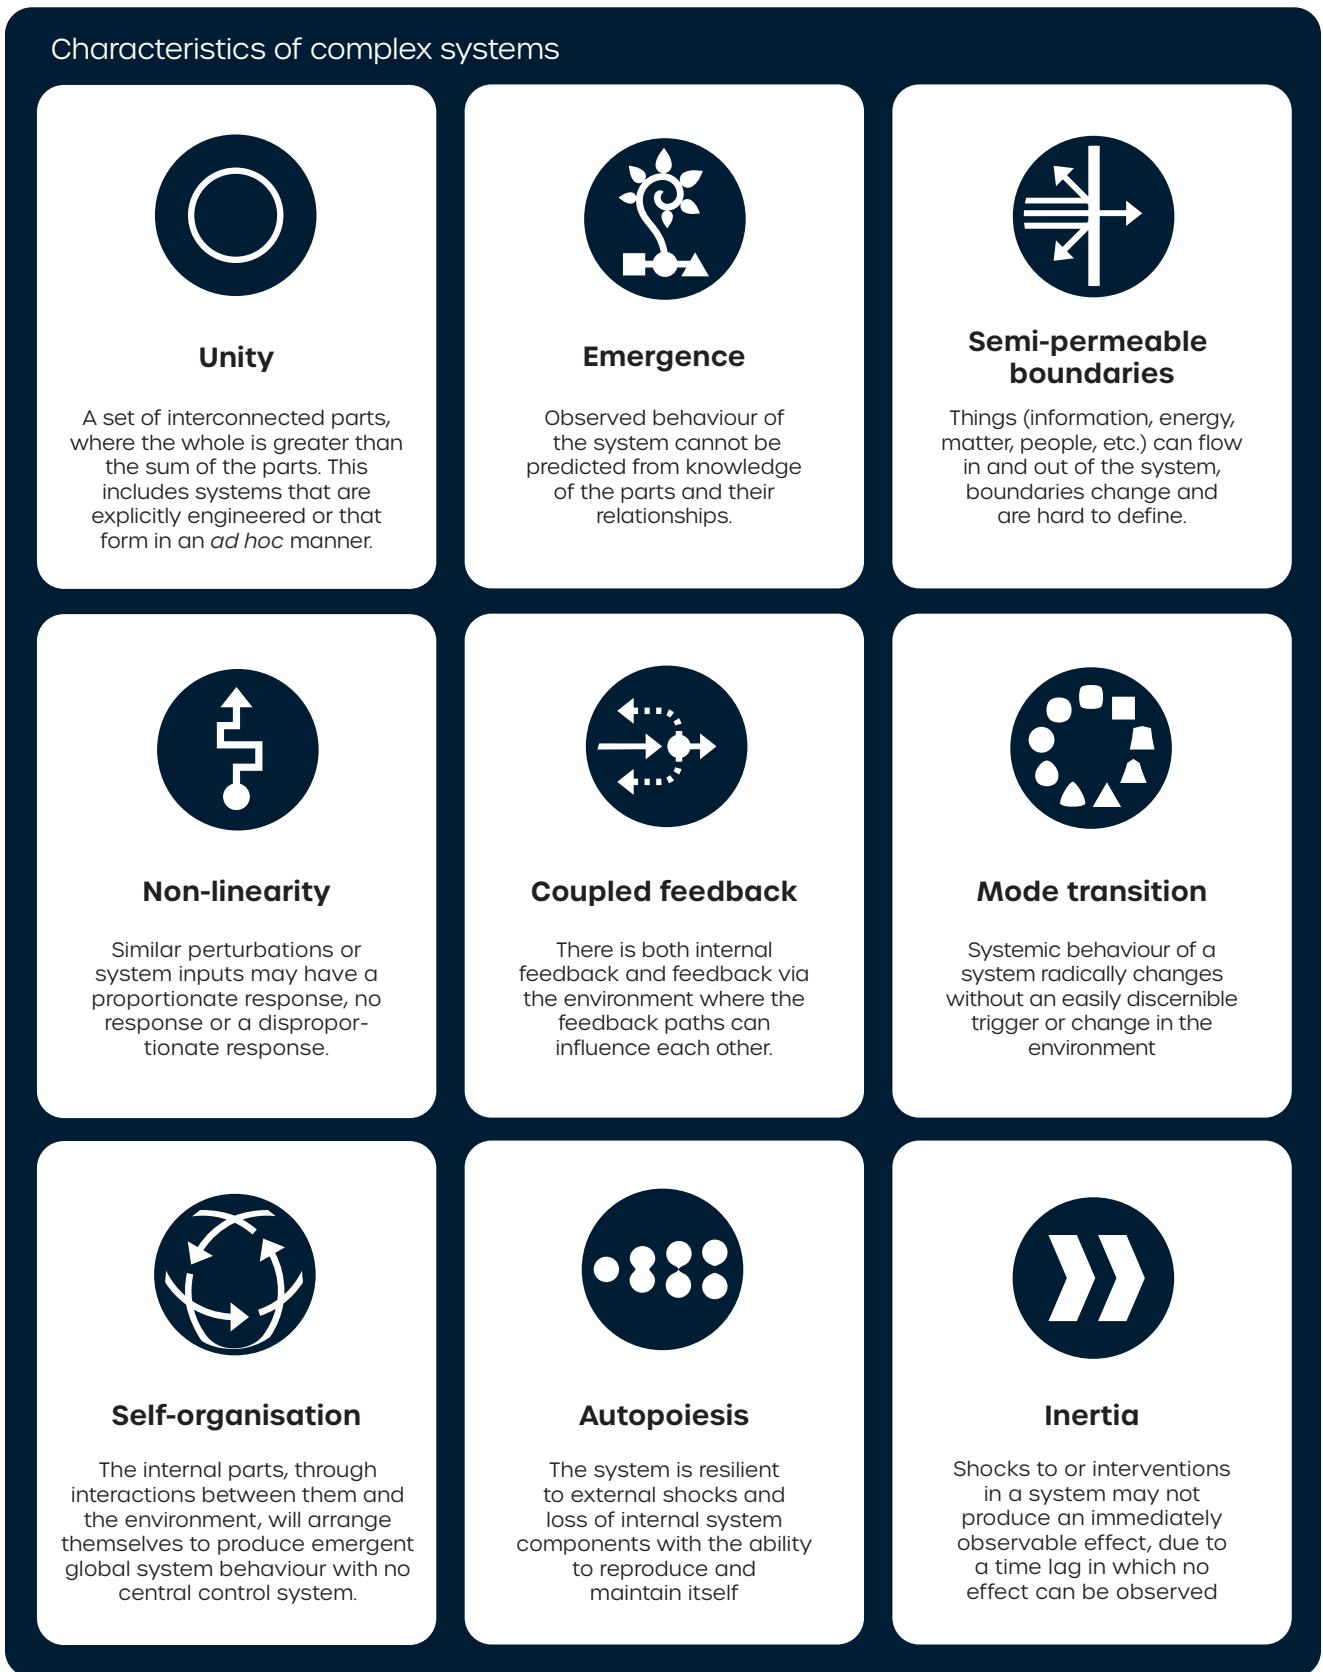 Characteristics of complex systems
Unity
A set of interconnected parts,
where the whole is greater than
the sum of the parts. This
includes systems that are
explicitly engineered or that
form in an ad hoc manner.
Emergence
Observed behaviour of
the system cannot be
predicted from knowledge
of the parts and their
relationships.
Semi-permeable
boundaries
Things (information, energy,
matter, people, etc.) can flow
in and out of the system,
boundaries change and
are hard to define.
Non-linearity
Similar perturbations or
system inputs may have a
proportionate response, no
response or a dispropor-
tionate response.
Coupled feedback
There is both internal
feedback and feedback via
the environment where the
feedback paths can
influence each other.
Mode transition
Systemic behaviour of a
system radically changes
without an easily discernible
trigger or change in the
environment
Self-organisation
The internal parts, through
interactions between them and
the environment, will arrange
themselves to produce emergent
global system behaviour with no
central control system.
Autopoiesis
The system is resilient
to external shocks and
loss of internal system
components with the ability
to reproduce and
maintain itself
Inertia
Shocks to or interventions
in a system may not
produce an immediately
observable effect, due to
a time lag in which no
effect can be observed